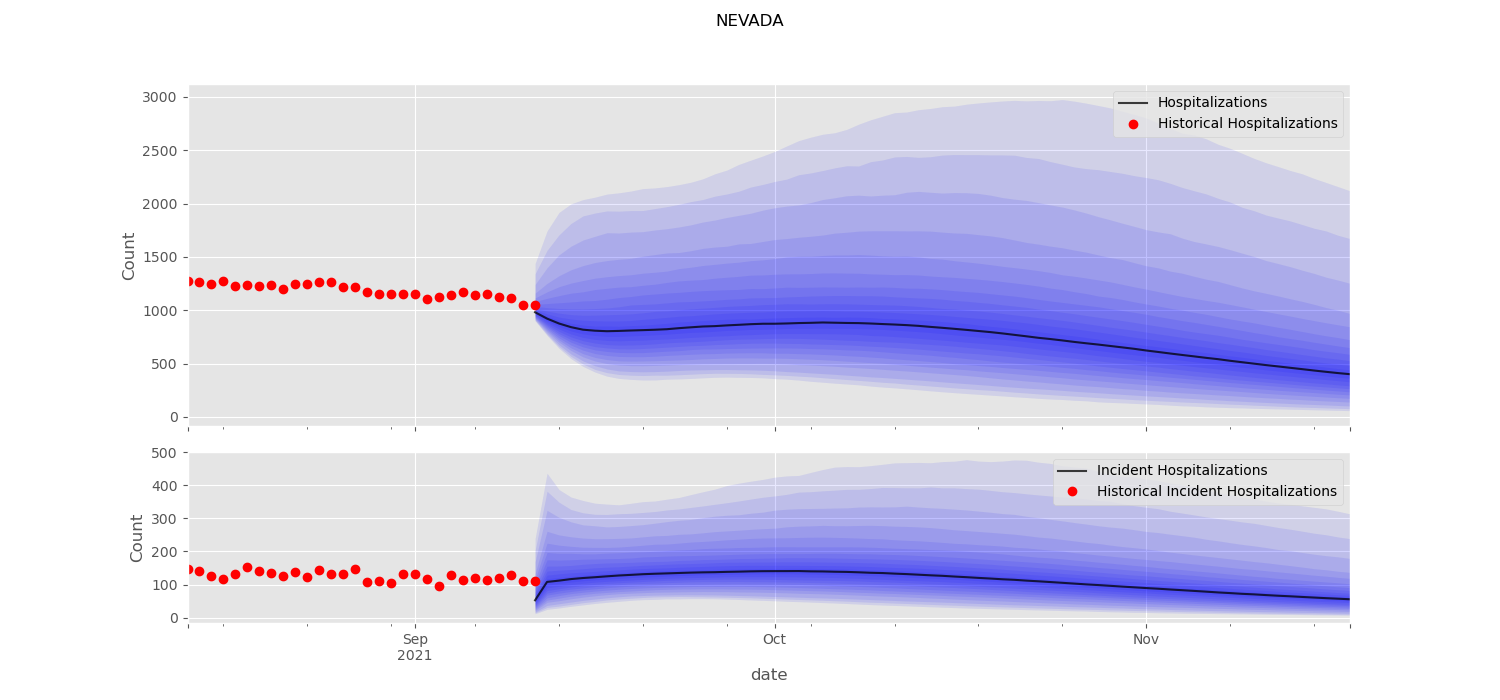 NEVADA
3000
2500
2000
1500
1000
500
0
Count
Hospitalizations
Historical Hospitalizations
500
400
300
200
100
0
Count
Incident Hospitalizations
Historical Incident Hospitalizations
Sep
2021
Oct
Nov
date